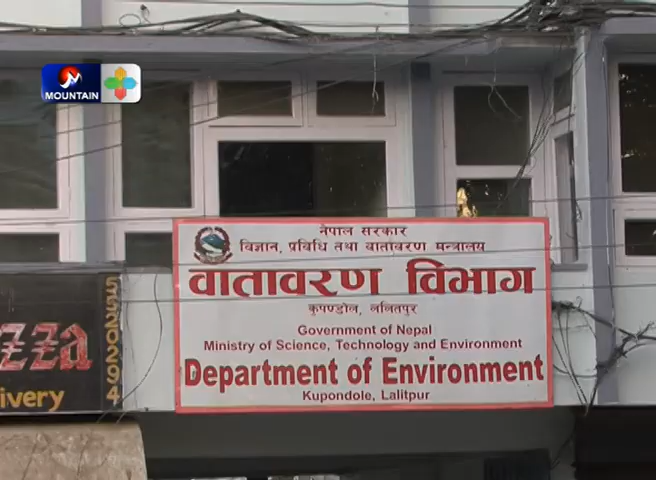 MOUNTAIN
नेपाल सरकार
विज्ञान, प्रविधि तथा वातावरण मन्त्रालय
वातावरण विभाग
कुपण्डोल, ललितपुर
Government of Nepal
Ministry of Science, Technology and Environment
Department of Environment
Kupondole, Lalitpur
zza
ivery
5520294